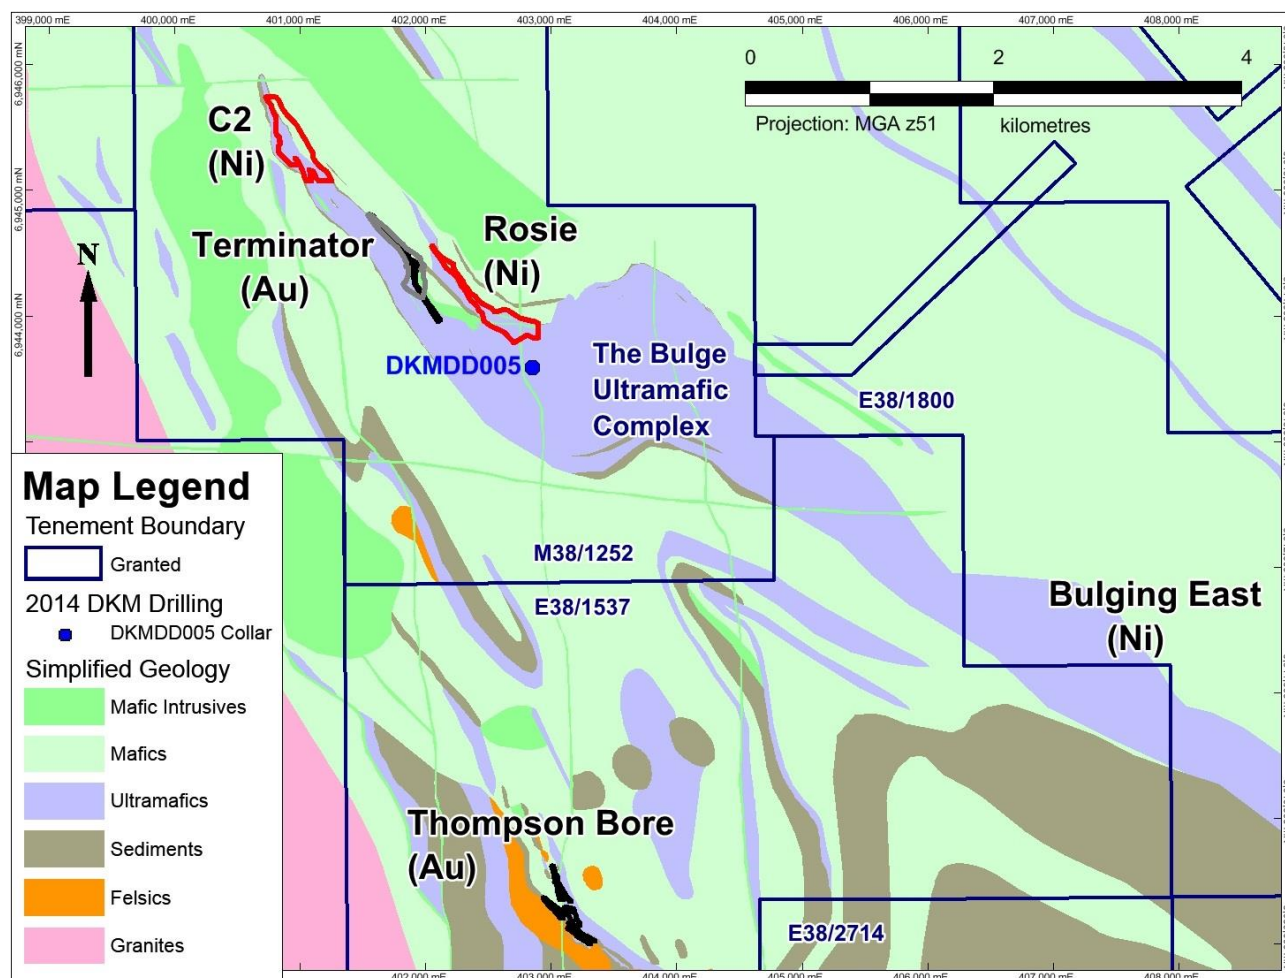 399,000 mE 400,000 mE 401,000 mE 402,000 mE 403,000 mE 404,000 mE 405,000 mE 406,000 mE 407,000 mE 408,000 mE
6,946,000 mN
6,945,000 mN
6,944,000 mN
0 2 4
Projection: MGA z51 kilometres
C2
(Ni)
Terminator
(Au)
Rosie
(Ni)
N
DKMDD005
The Bulge
Ultramafic
Complex
E38/1800
M38/1252
E38/1537
Bulging East
(Ni)
Thompson Bore
(Au)
E38/2714
Map Legend
Tenement Boundary
Granted
2014 DKM Drilling
DKMDD005 Collar
Simplified Geology
Mafic Intrusives
Mafics
Ultramafics
Sediments
Felsics
Granites
402,000 mE 403,000 mE 404,000 mE 405,000 mE 406,000 mE 407,000 mE 408,000 mE